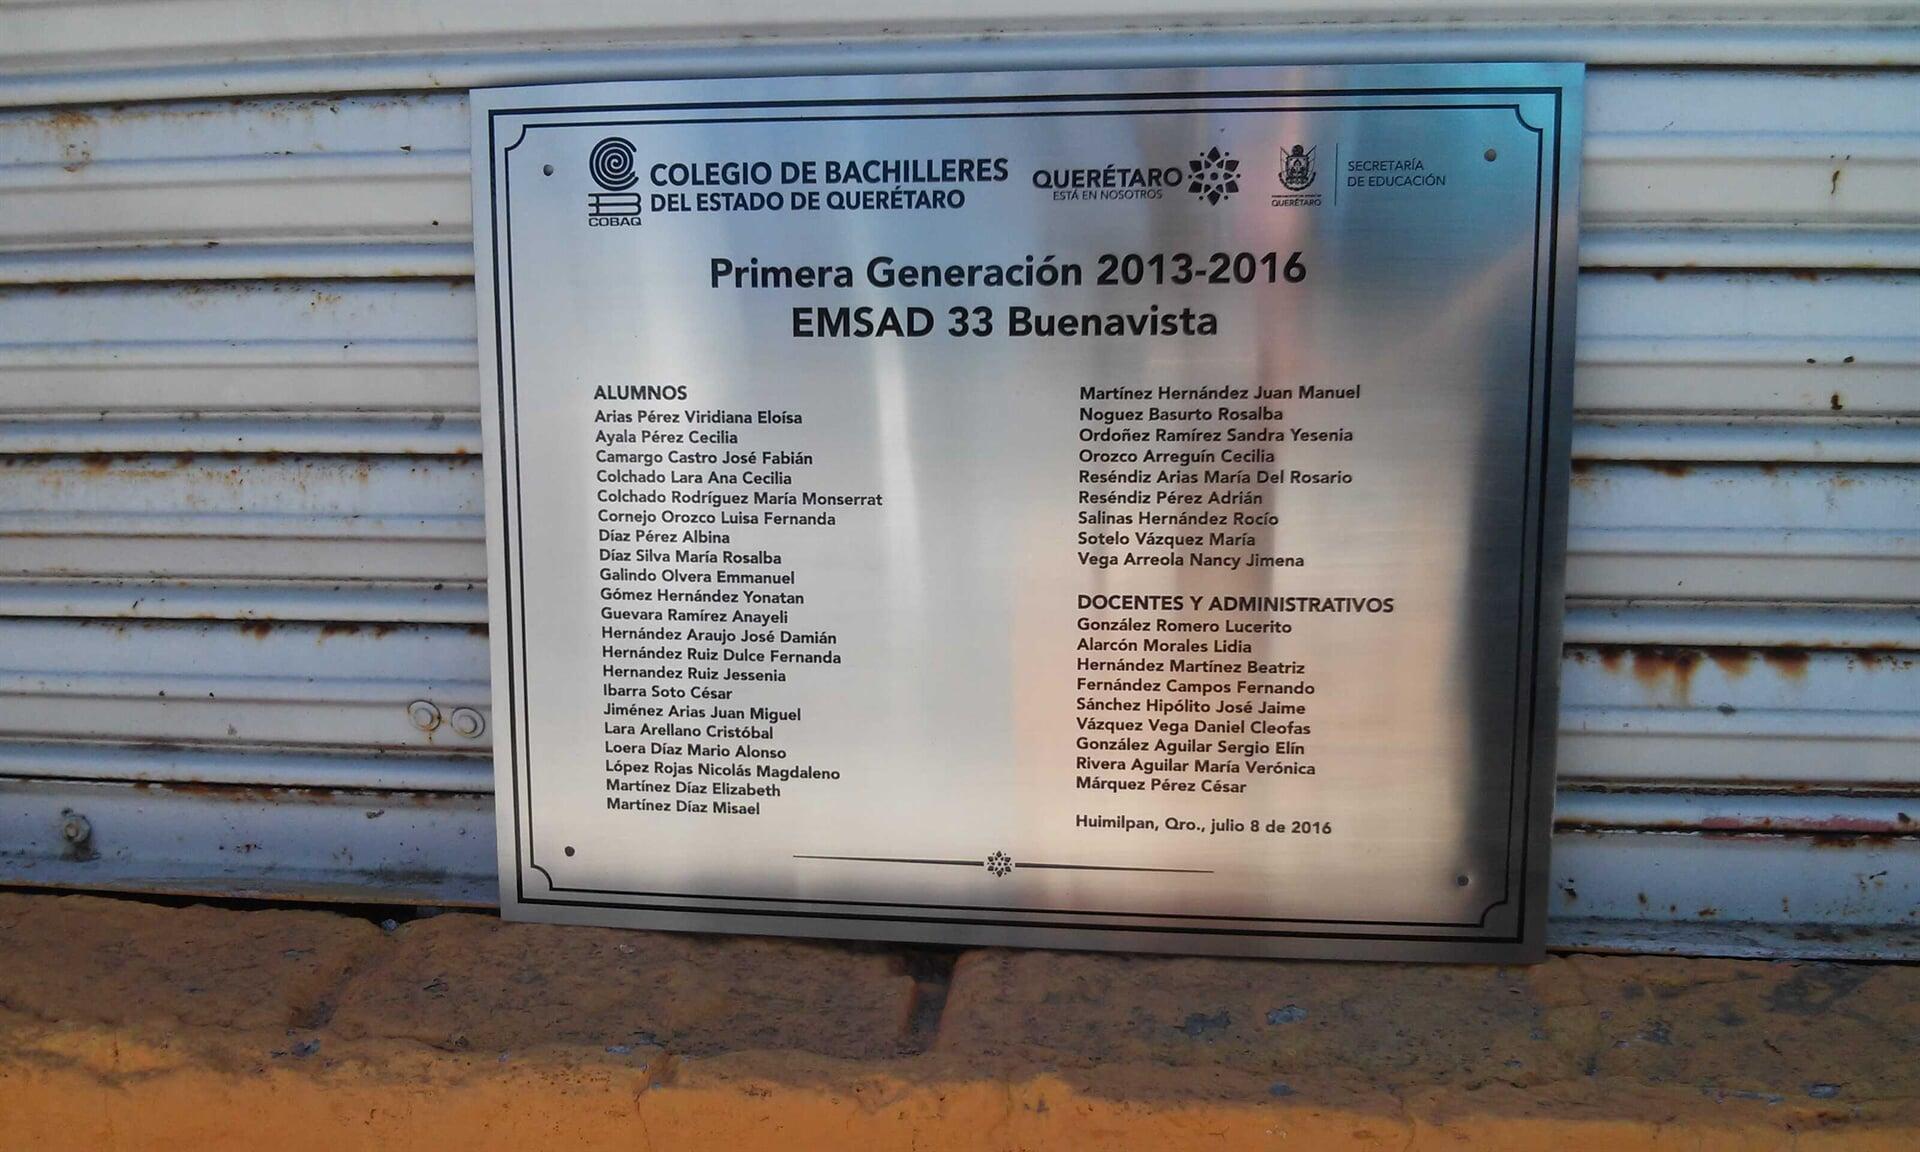 COLEGIO DE BACHILLERES
DEL ESTADO DE QUERÉTARO
COBAQ
QUERÉTARO
ESTÁ EN NOSOTROS
QUERÉTARO
SECRETARÍA
DE EDUCACIÓN
Primera Generación 2013-2016
EMSAD 33 Buenavista
ALUMNOS
Arias Pérez Viridiana Eloísa
Ayala Pérez Cecilia
Camargo Castro José Fabián
Colchado Lara Ana Cecilia
Colchado Rodríguez María Monserrat
Cornejo Orozco Luisa Fernanda
Díaz Pérez Albina
Díaz Silva María Rosalba
Galindo Olvera Emmanuel
Gómez Hernández Yonatan
Guevara Ramírez Anayeli
Hernández Araujo José Damián
Hernández Ruiz Dulce Fernanda
Hernandez Ruiz Jessenia
Ibarra Soto César
Jiménez Arias Juan Miguel
Lara Arellano Cristóbal
Loera Díaz Mario Alonso
López Rojas Nicolás Magdaleno
Martínez Díaz Elizabeth
Martínez Díaz Misael
Martínez Hernández Juan Manuel
Noguez Basurto Rosalba
Ordoñez Ramírez Sandra Yesenia
Orozco Arreguín Cecilia
Reséndiz Arias María Del Rosario
Reséndiz Pérez Adrián
Salinas Hernández Rocío
Sotelo Vázquez María
Vega Arreola Nancy Jimena
DOCENTES Y ADMINISTRATIVOS
González Romero Lucerito
Alarcón Morales Lidia
Hernández Martínez Beatriz
Fernández Campos Fernando
Sánchez Hipólito José Jaime
Vázquez Vega Daniel Cleofas
González Aguilar Sergio Elín
Rivera Aguilar María Verónica
Márquez Pérez César
Huimilpan, Qro., julio 8 de 2016